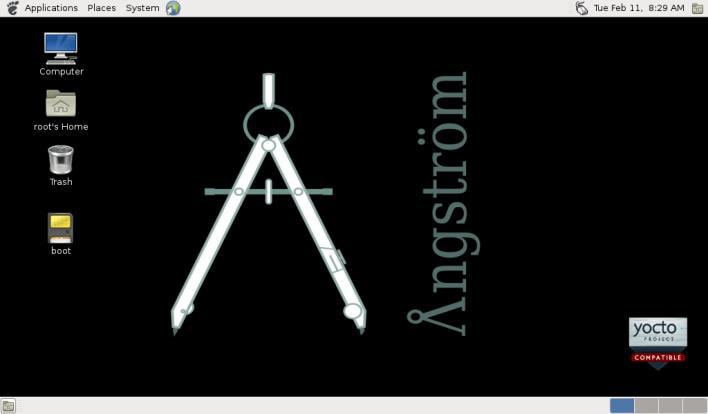 Applications Places System
Tue Feb 11, 8:29 AM
Computer
root's Home
Trash
boot
Ångström
yocto
PROJECT
COMPATIBLE